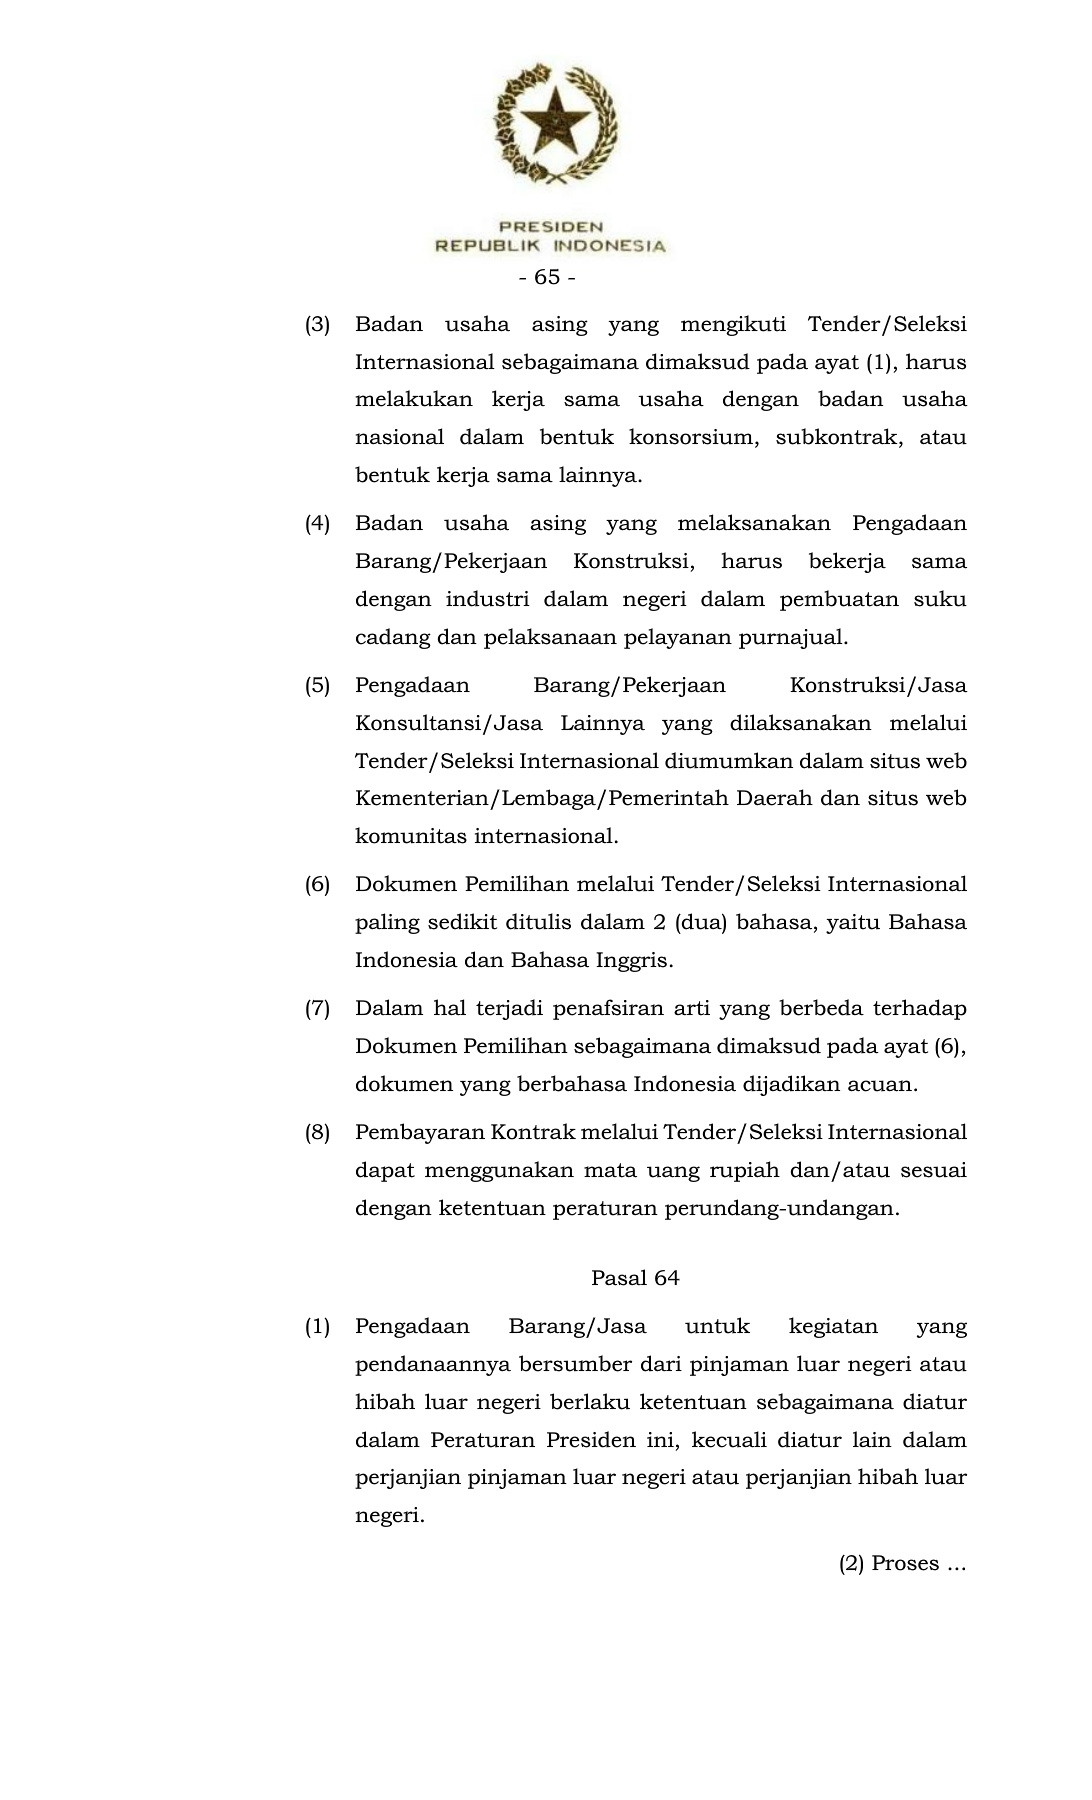 PRESIDEN
REPUBLIK INDONESIA
- 65 -
(3) Badan usaha asing yang mengikuti Tender/Seleksi
Internasional sebagaimana dimaksud pada ayat (1), harus
melakukan kerja sama usaha dengan badan usaha
nasional dalam bentuk konsorsium, subkontrak, atau
bentuk kerja sama lainnya.
(4) Badan usaha asing yang melaksanakan Pengadaan
Barang/Pekerjaan Konstruksi, harus bekerja sama
dengan industri dalam negeri dalam pembuatan suku
cadang dan pelaksanaan pelayanan purnajual.
(5) Pengadaan Barang/Pekerjaan Konstruksi/Jasa
Konsultansi/Jasa Lainnya yang dilaksanakan melalui
Tender/Seleksi Internasional diumumkan dalam situs web
Kementerian/Lembaga/Pemerintah Daerah dan situs web
komunitas internasional.
(6) Dokumen Pemilihan melalui Tender/Seleksi Internasional
paling sedikit ditulis dalam 2 (dua) bahasa, yaitu Bahasa
Indonesia dan Bahasa Inggris.
(7) Dalam hal terjadi penafsiran arti yang berbeda terhadap
Dokumen Pemilihan sebagaimana dimaksud pada ayat (6),
dokumen yang berbahasa Indonesia dijadikan acuan.
(8) Pembayaran Kontrak melalui Tender/Seleksi Internasional
dapat menggunakan mata uang rupiah dan/atau sesuai
dengan ketentuan peraturan perundang-undangan.
Pasal 64
(1) Pengadaan Barang/Jasa untuk kegiatan yang
pendanaannya bersumber dari pinjaman luar negeri atau
hibah luar negeri berlaku ketentuan sebagaimana diatur
dalam Peraturan Presiden ini, kecuali diatur lain dalam
perjanjian pinjaman luar negeri atau perjanjian hibah luar
negeri.
(2) Proses ...